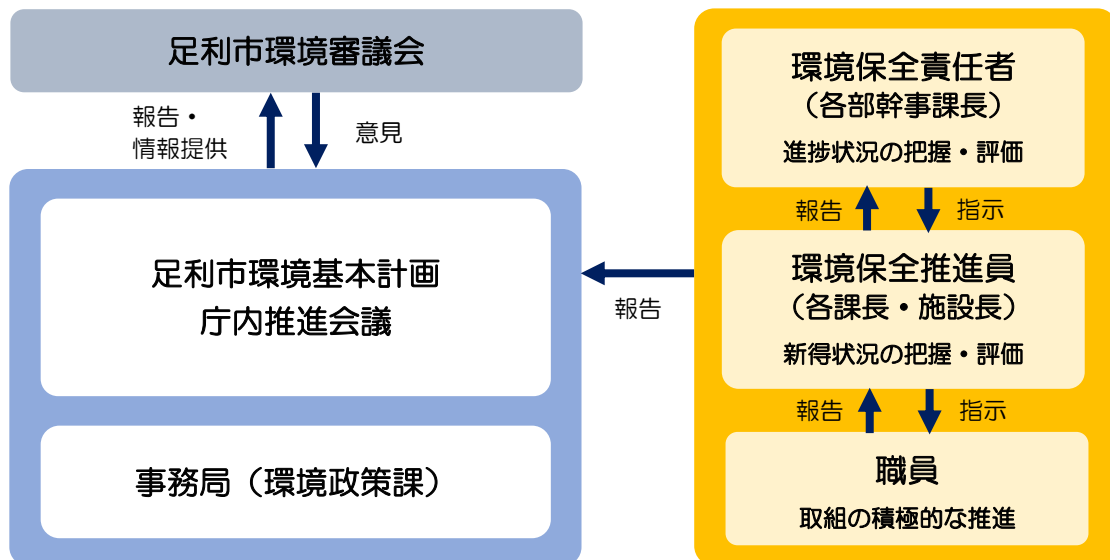 足利市環境審議会
報告・
情報提供
意見
足利市環境基本計画
庁内推進会議
事務局（環境政策課）
報告
環境保全責任者
（各部幹事課長）
進捗状況の把握・評価
報告
指示
環境保全推進員
（各課長・施設長）
新得状況の把握・評価
報告
指示
職員
取組の積極的な推進